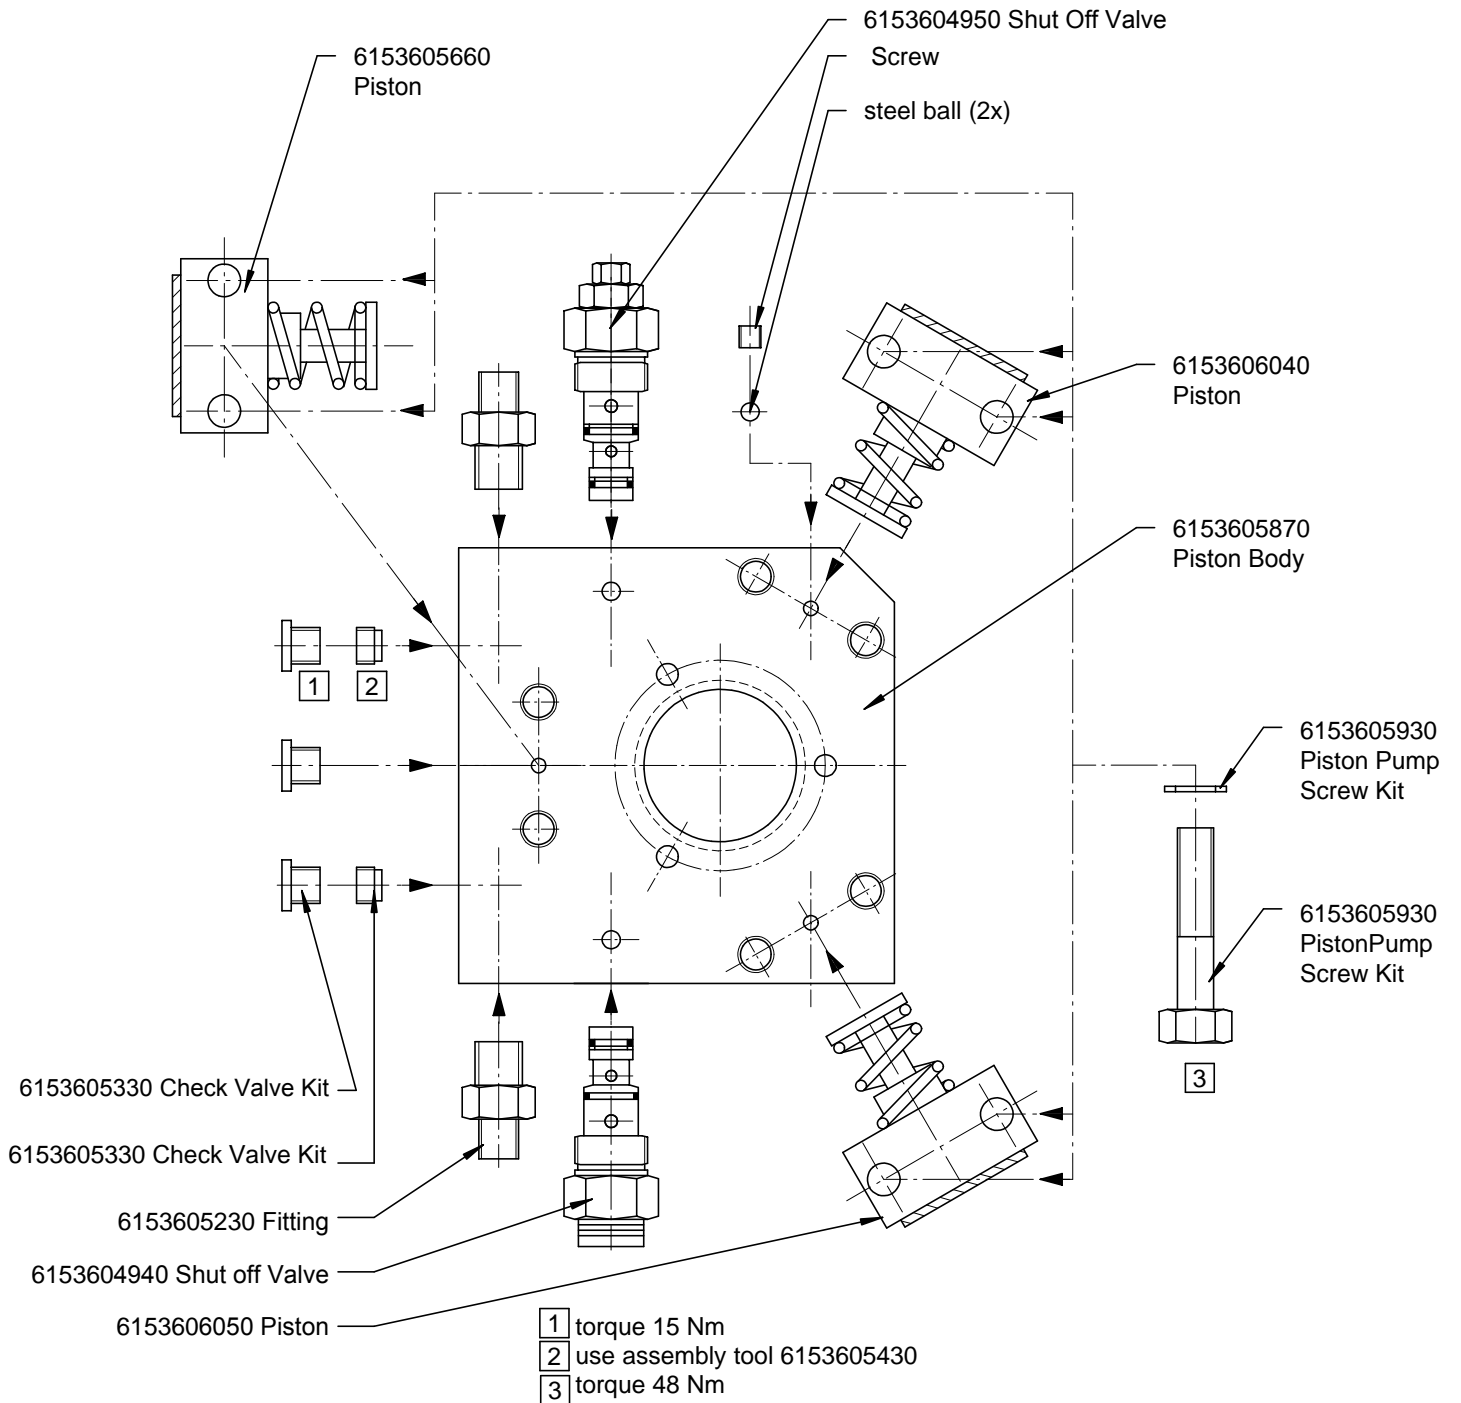 6153604950 Shut Off Valve
Screw
steel ball (2x)
6153605660
Piston
6153606040
Piston
6153605870
Piston Body
1
2
6153605930
Piston Pump
Screw Kit
6153605930
PistonPump
Screw Kit
3
6153605330 Check Valve Kit
6153605330 Check Valve Kit
6153605230 Fitting
6153604940 Shut off Valve
6153606050 Piston
1 torque 15 Nm
2 use assembly tool 6153605430
3 torque 48 Nm